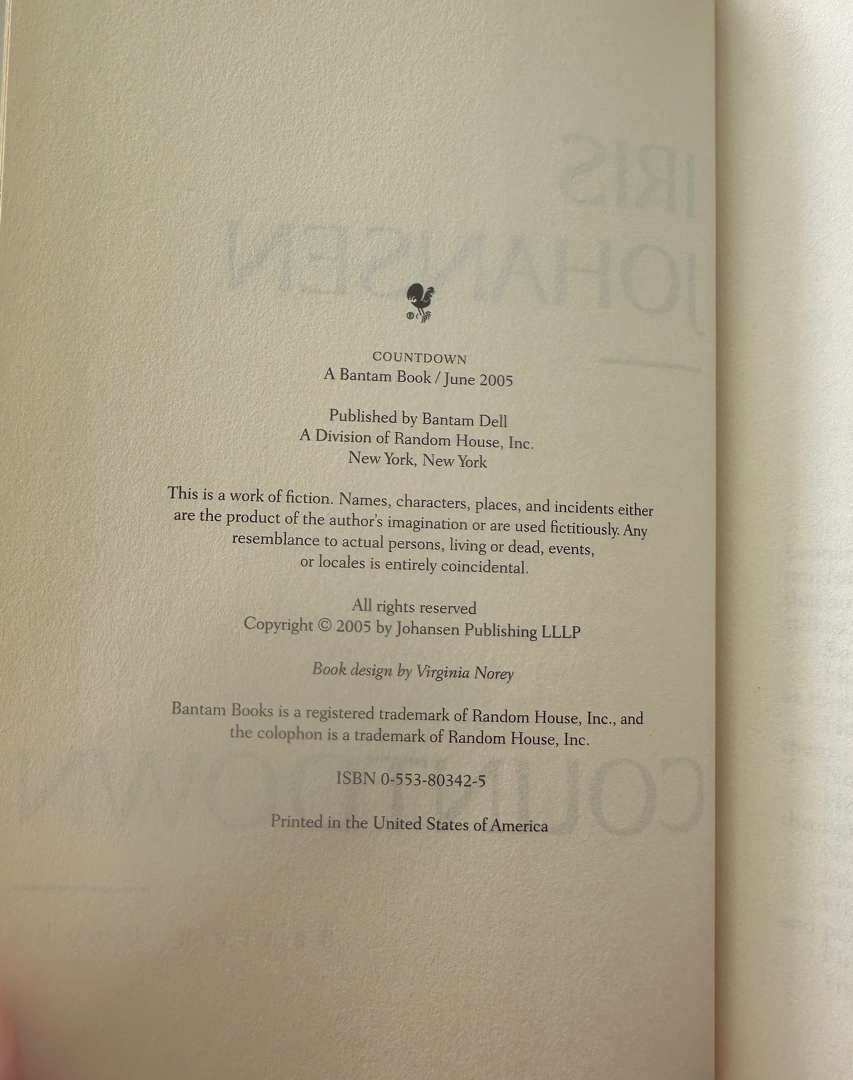 IRIS
JOHANSEN
COUNTDOWN
A Bantam Book / June 2005
Published by Bantam Dell
A Division of Random House, Inc.
New York, New York
This is a work of fiction. Names, characters, places, and incidents either
are the product of the author's imagination or are used fictitiously. Any
resemblance to actual persons, living or dead, events,
or locales is entirely coincidental.
All rights reserved
Copyright © 2005 by Johansen Publishing LLLP
Book design by Virginia Norey
Bantam Books is a registered trademark of Random House, Inc., and
the colophon is a trademark of Random House, Inc.
ISBN 0-553-80342-5
COUNTDOWN
Printed in the United States of America